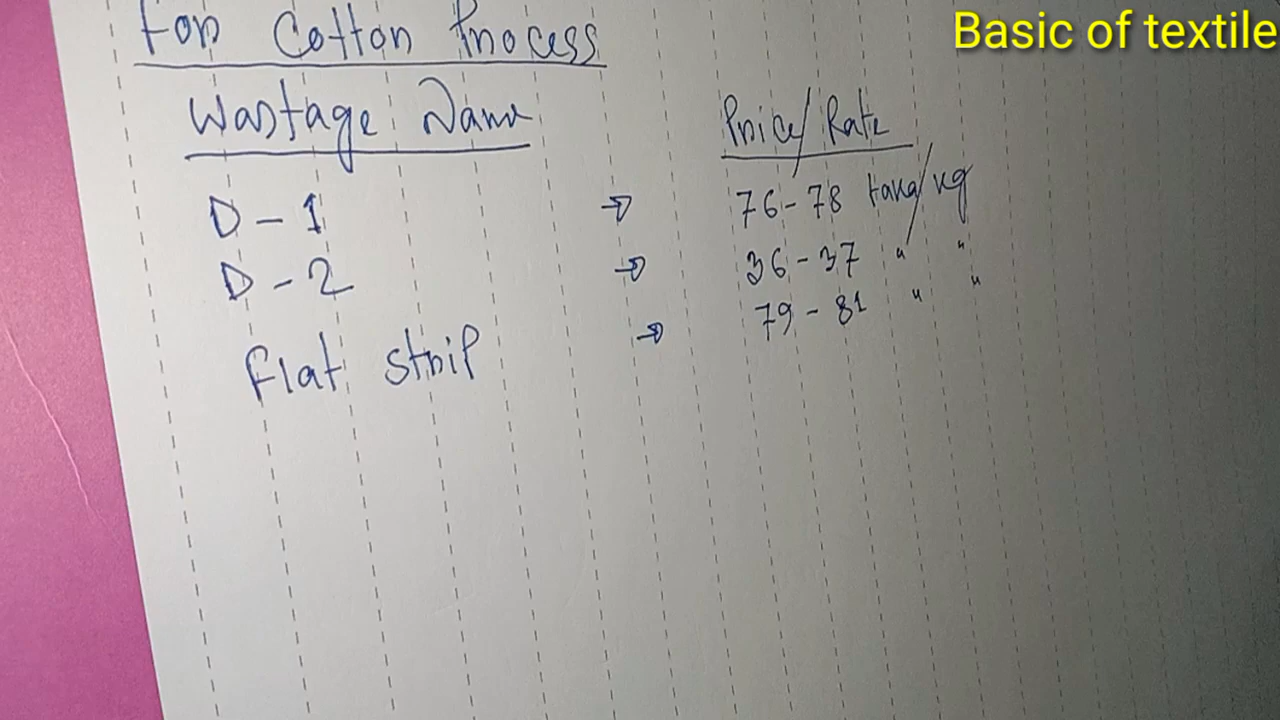 Basic of textile
For Cotton Process
Wastage Name Price/Rate
D-1 → 76-78 taka/kg
D-2 → 36-37 " "
Flat strip → 79-81 " "